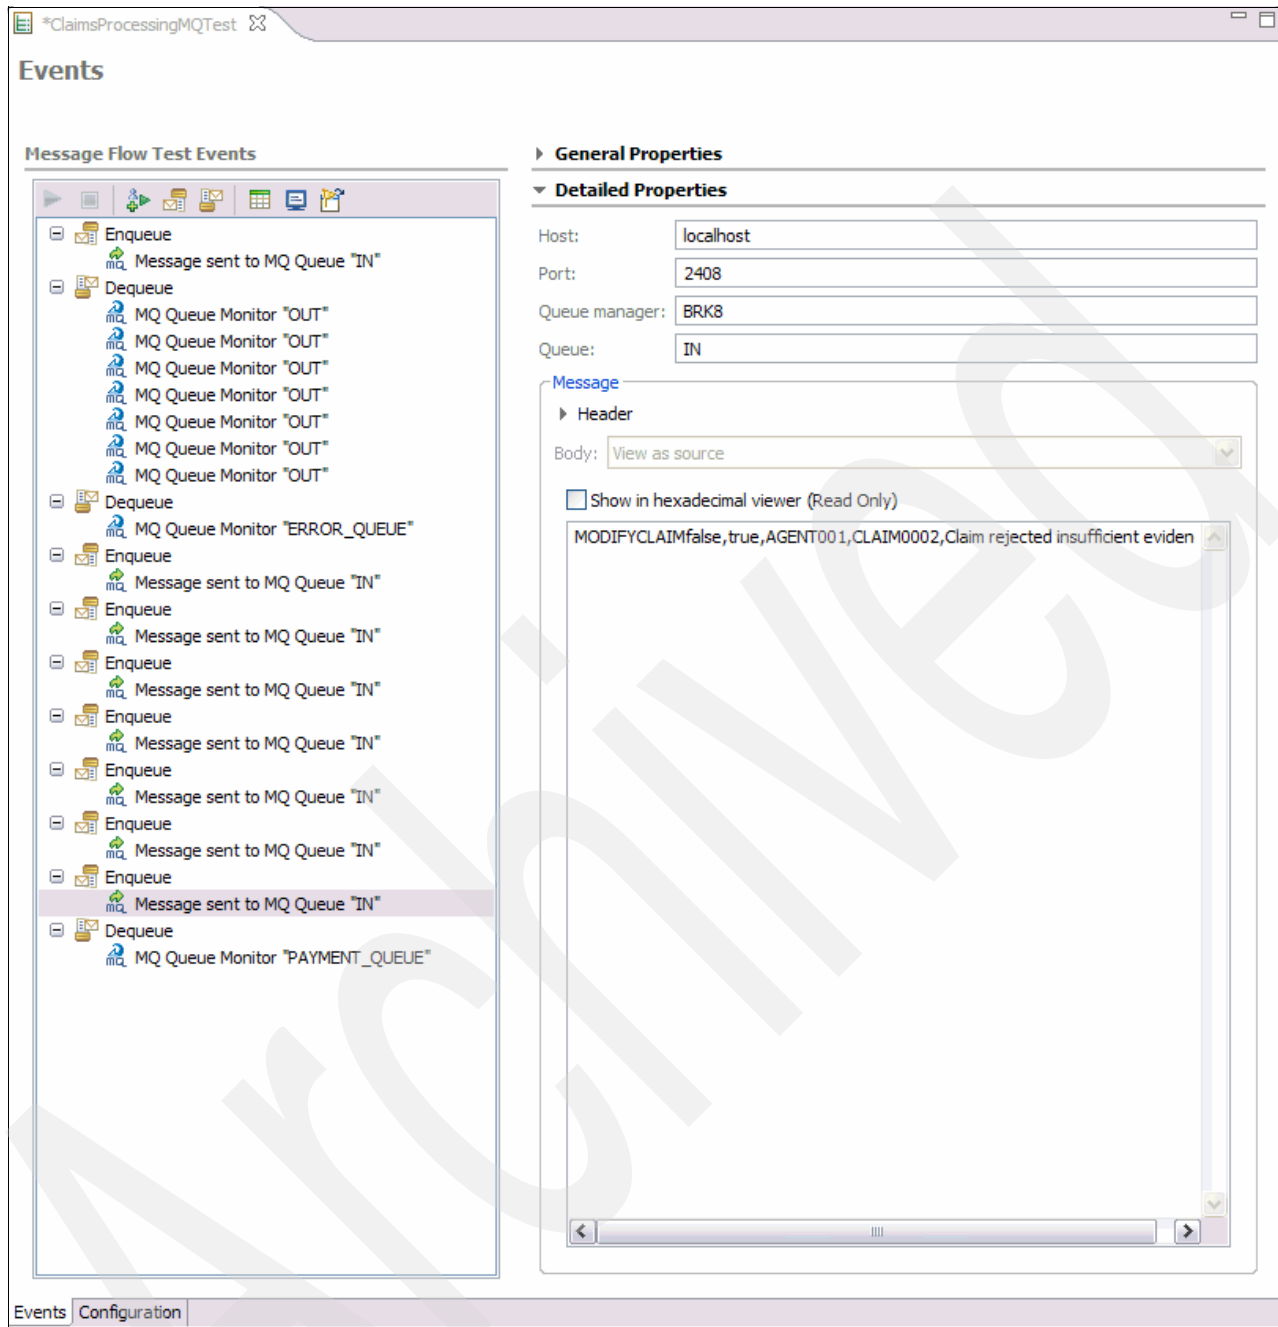 *ClaimsProcessingMQTest
Events
Message Flow Test Events
Enqueue
Message sent to MQ Queue "IN"
Dequeue
MQ Queue Monitor "OUT"
MQ Queue Monitor "OUT"
MQ Queue Monitor "OUT"
MQ Queue Monitor "OUT"
MQ Queue Monitor "OUT"
MQ Queue Monitor "OUT"
MQ Queue Monitor "OUT"
Dequeue
MQ Queue Monitor "ERROR_QUEUE"
Enqueue
Message sent to MQ Queue "IN"
Enqueue
Message sent to MQ Queue "IN"
Enqueue
Message sent to MQ Queue "IN"
Enqueue
Message sent to MQ Queue "IN"
Enqueue
Message sent to MQ Queue "IN"
Enqueue
Message sent to MQ Queue "IN"
Enqueue
Message sent to MQ Queue "IN"
Dequeue
MQ Queue Monitor "PAYMENT_QUEUE"
General Properties
Detailed Properties
Host: localhost
Port: 2408
Queue manager: BRK8
Queue: IN
Message
Header
Body: View as source
Show in hexadecimal viewer (Read Only)
MODIFYCLAIMfalse,true,AGENT001,CLAIM0002,Claim rejected insufficient eviden
Events Configuration
Archived